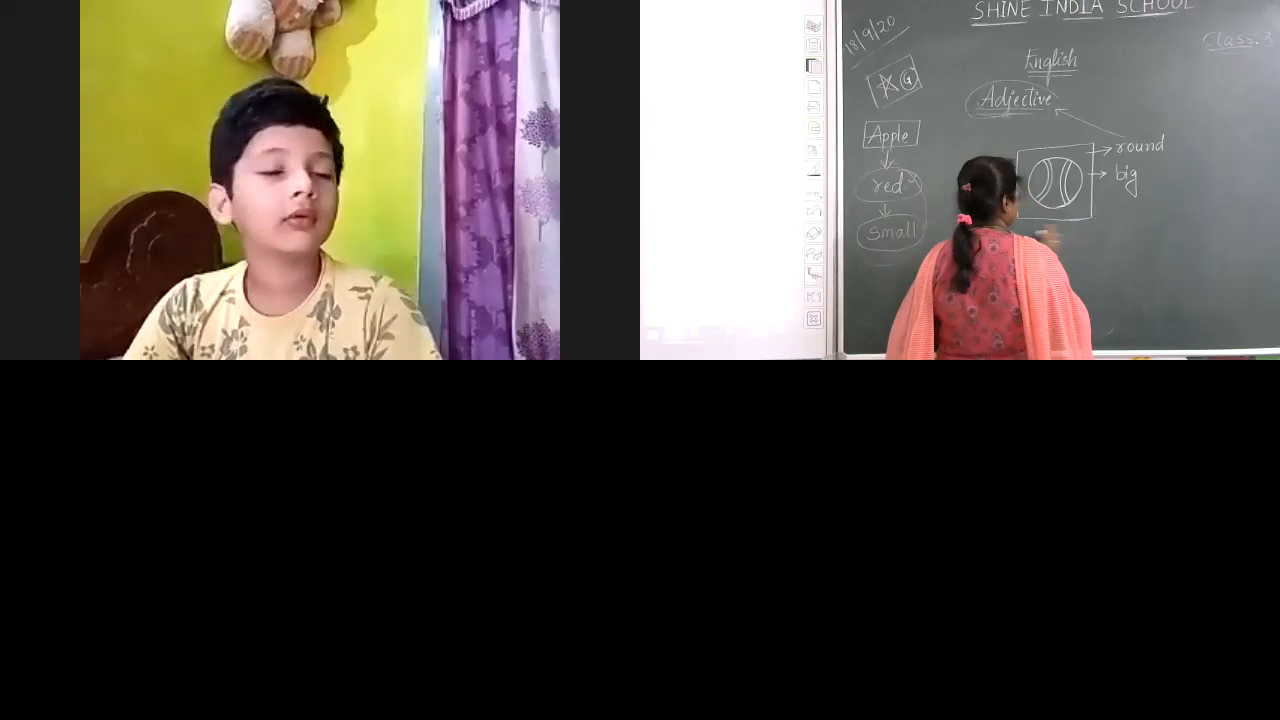 SHINE INDIA SCHOOL
18/9/20
Class. 3
English
G
Adjective
Apple
round
red
big
Small